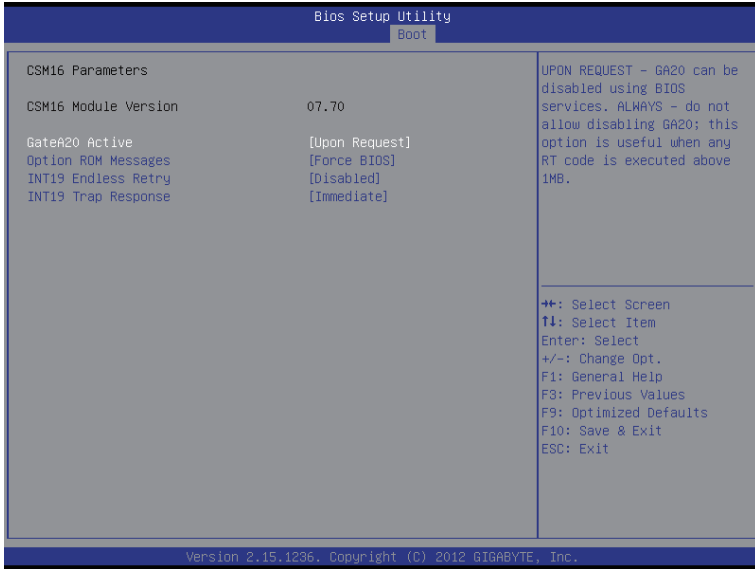 Bios Setup Utility
Boot
CSM16 Parameters
CSM16 Module Version 07.70
GateA20 Active [Upon Request]
Option ROM Messages [Force BIOS]
INT19 Endless Retry [Disabled]
INT19 Trap Response [Immediate]
UPON REQUEST - GA20 can be
disabled using BIOS
services. ALWAYS - do not
allow disabling GA20; this
option is useful when any
RT code is executed above
1MB.
→←: Select Screen
↑↓: Select Item
Enter: Select
+/-: Change Opt.
F1: General Help
F3: Previous Values
F9: Optimized Defaults
F10: Save & Exit
ESC: Exit
Version 2.15.1236. Copyright (C) 2012 GIGABYTE, Inc.